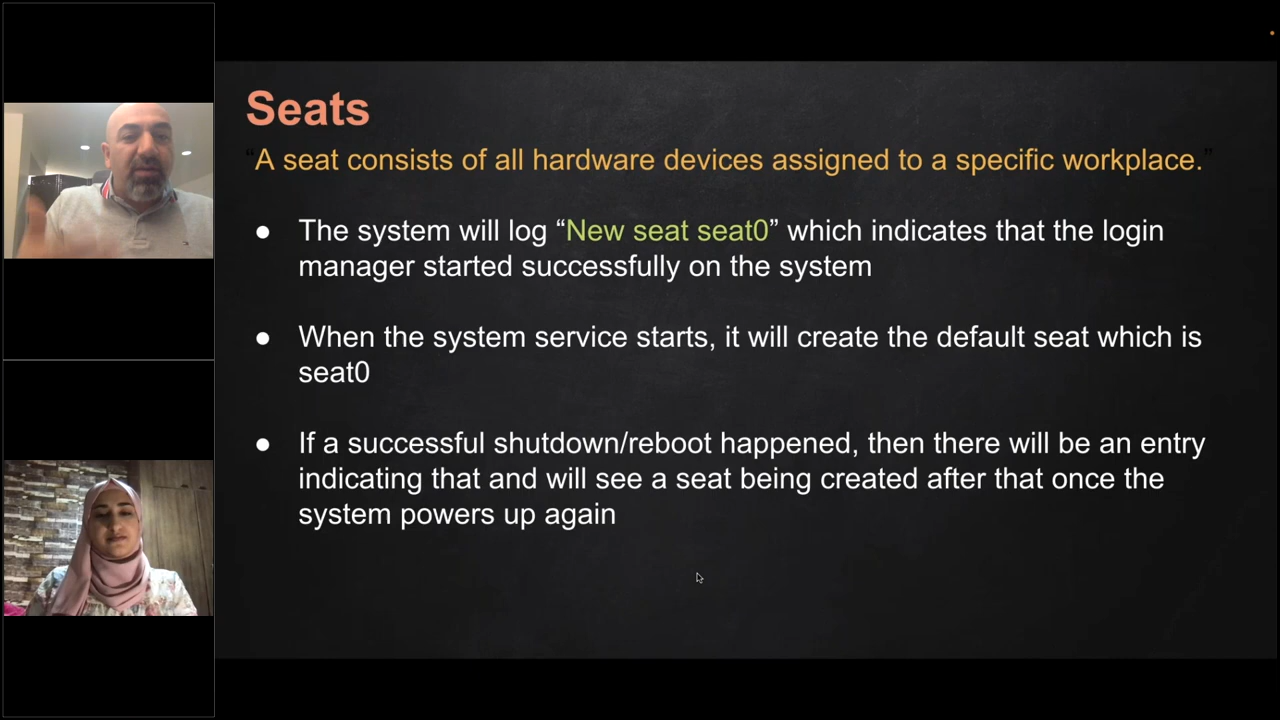 Seats
“A seat consists of all hardware devices assigned to a specific workplace.”
● The system will log “New seat seat0” which indicates that the login
manager started successfully on the system
● When the system service starts, it will create the default seat which is
seat0
● If a successful shutdown/reboot happened, then there will be an entry
indicating that and will see a seat being created after that once the
system powers up again